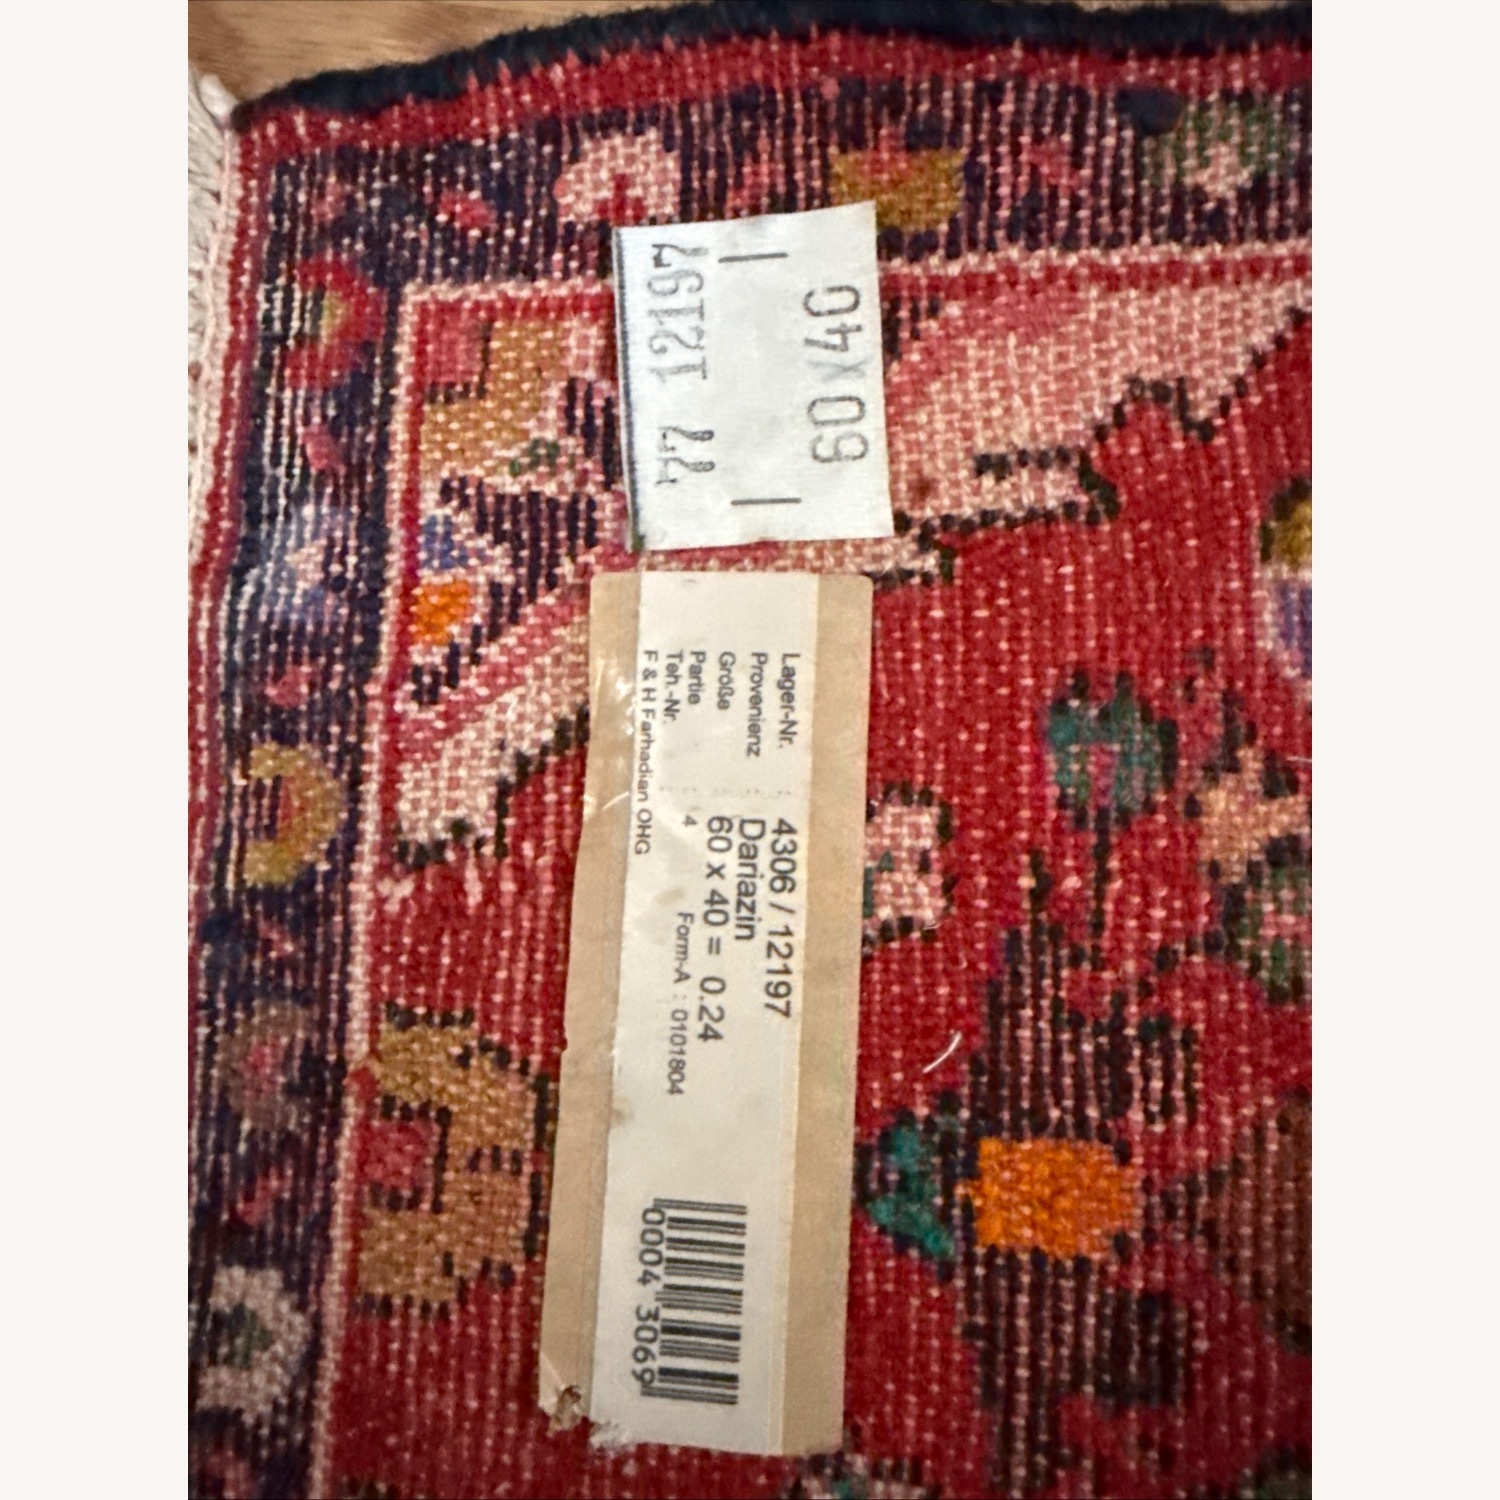 60X40
12197
Lager-Nr. 4306 / 12197
Provenienz Dariazin
Größe 60 x 40 = 0.24
Partie 4 Form-A : 0101804
Teh.-Nr.
F & H Farhadian OHG
0004 3069